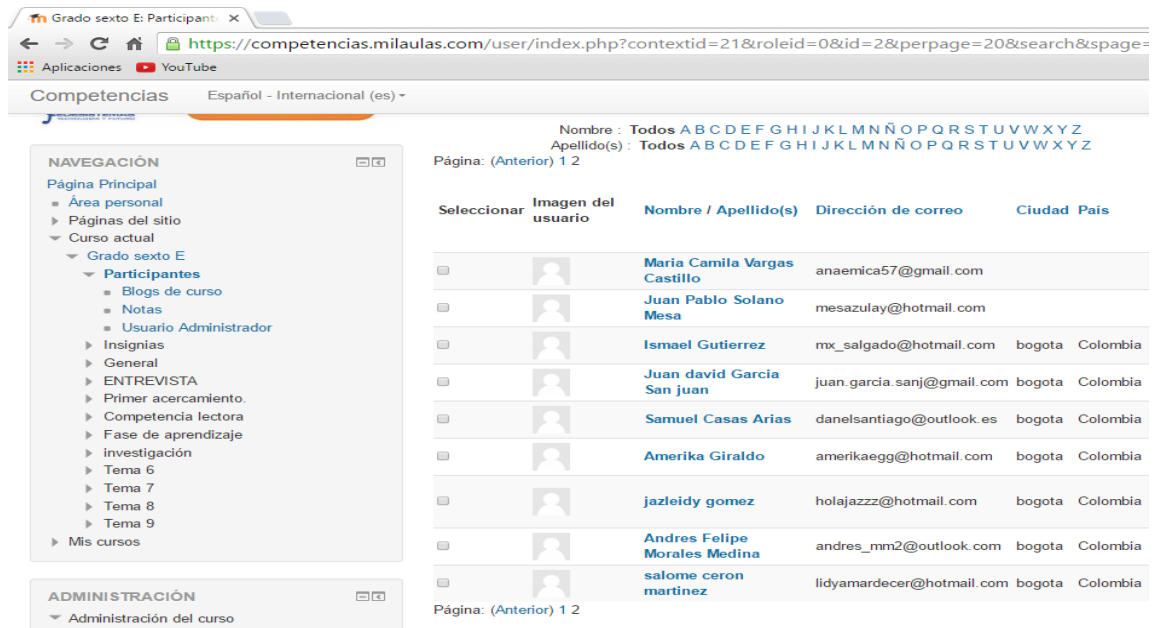 Grado sexto E: Participant
https://competencias.milaulas.com/user/index.php?contextid=21&roleid=0&id=2&perpage=20&search&spage=
Aplicaciones YouTube
Competencias Español - Internacional (es)
NAVEGACIÓN
Página Principal
Área personal
Páginas del sitio
Curso actual
Grado sexto E
Participantes
Blogs de curso
Notas
Usuario Administrador
Insignias
General
ENTREVISTA
Primer acercamiento.
Competencia lectora
Fase de aprendizaje
investigación
Tema 6
Tema 7
Tema 8
Tema 9
Mis cursos
ADMINISTRACIÓN
Administración del curso
Nombre : Todos A B C D E F G H I J K L M N Ñ O P Q R S T U V W X Y Z
Apellido(s) : Todos A B C D E F G H I J K L M N Ñ O P Q R S T U V W X Y Z
Página: (Anterior) 1 2
Seleccionar Imagen del usuario Nombre / Apellido(s) Dirección de correo Ciudad País
Maria Camila Vargas Castillo anaemica57@gmail.com
Juan Pablo Solano Mesa mesazulay@hotmail.com
Ismael Gutierrez mx_salgado@hotmail.com bogota Colombia
Juan david Garcia San juan juan.garcia.sanj@gmail.com bogota Colombia
Samuel Casas Arias danelsantiago@outlook.es bogota Colombia
Amerika Giraldo amerikaegg@hotmail.com bogota Colombia
jazleidy gomez holajazzz@hotmail.com bogota Colombia
Andres Felipe Morales Medina andres_mm2@outlook.com bogota Colombia
salome ceron martinez lidyamardecer@hotmail.com bogota Colombia
Página: (Anterior) 1 2